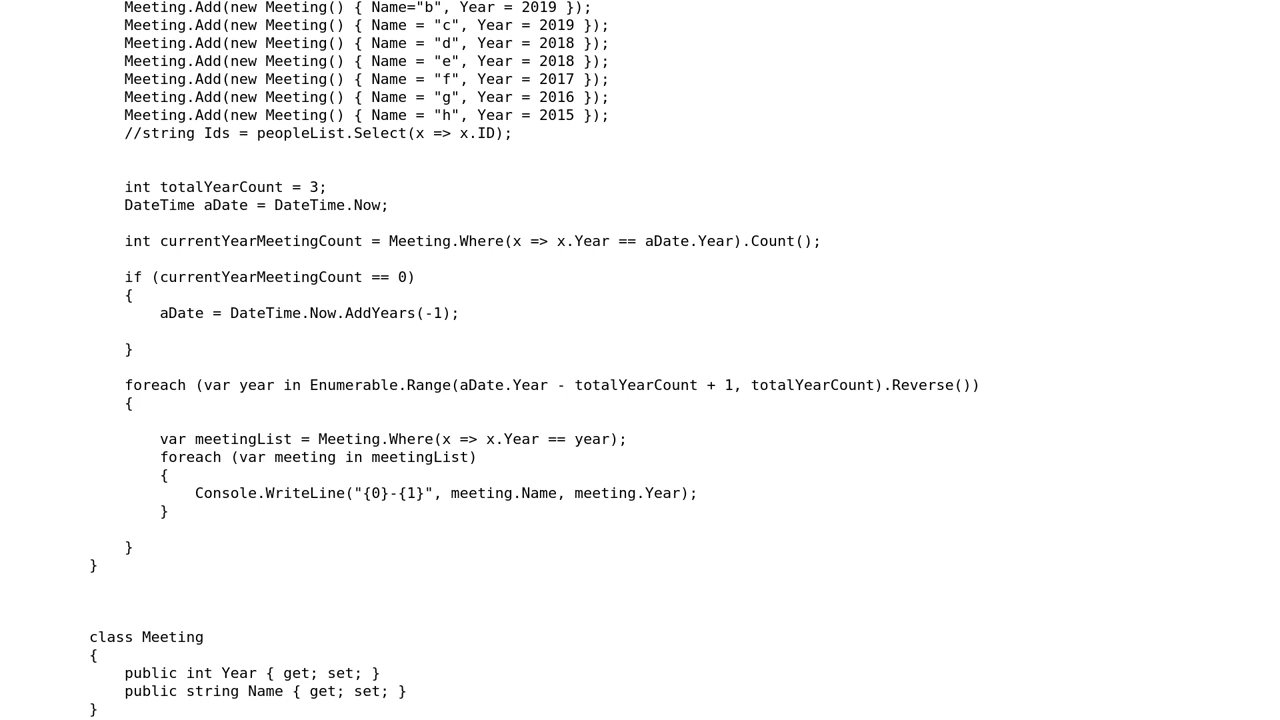 Meeting.Add(new Meeting() { Name="b", Year = 2019 });
Meeting.Add(new Meeting() { Name = "c", Year = 2019 });
Meeting.Add(new Meeting() { Name = "d", Year = 2018 });
Meeting.Add(new Meeting() { Name = "e", Year = 2018 });
Meeting.Add(new Meeting() { Name = "f", Year = 2017 });
Meeting.Add(new Meeting() { Name = "g", Year = 2016 });
Meeting.Add(new Meeting() { Name = "h", Year = 2015 });
//string Ids = peopleList.Select(x => x.ID);
int totalYearCount = 3;
DateTime aDate = DateTime.Now;
int currentYearMeetingCount = Meeting.Where(x => x.Year == aDate.Year).Count();
if (currentYearMeetingCount == 0)
{
aDate = DateTime.Now.AddYears(-1);
}
foreach (var year in Enumerable.Range(aDate.Year - totalYearCount + 1, totalYearCount).Reverse())
{
var meetingList = Meeting.Where(x => x.Year == year);
foreach (var meeting in meetingList)
{
Console.WriteLine("{0}-{1}", meeting.Name, meeting.Year);
}
}
}
class Meeting
{
public int Year { get; set; }
public string Name { get; set; }
}